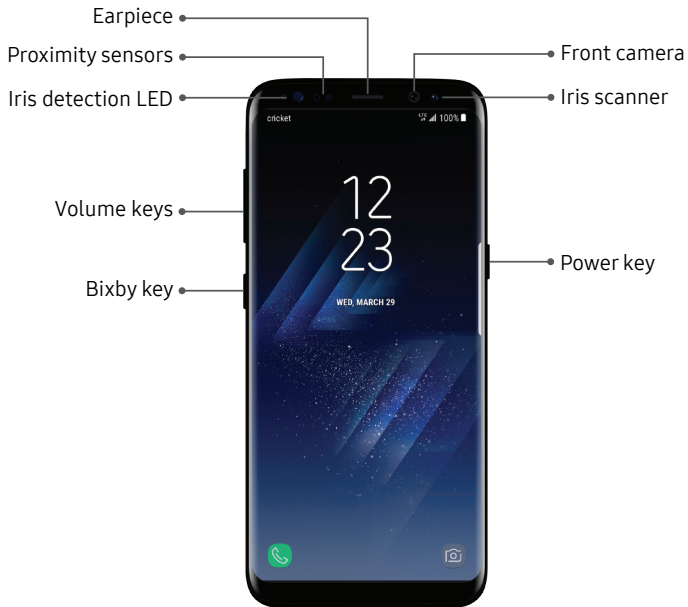 Earpiece
Proximity sensors
Front camera
Iris detection LED
Iris scanner
cricket
LTE
100%
12
23
Volume keys
Power key
Bixby key
WED, MARCH 29